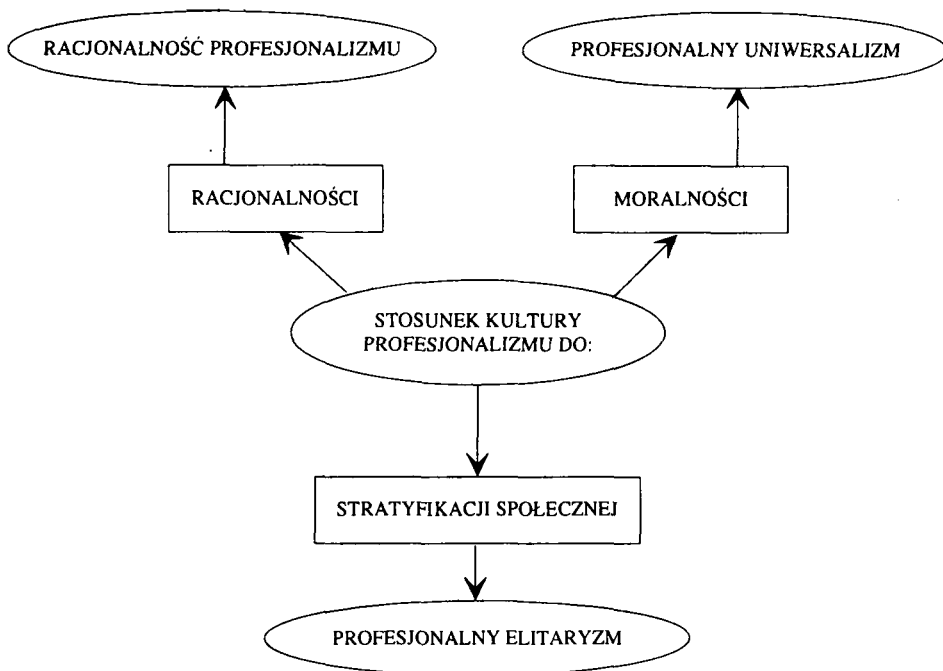 RACJONALNOŚĆ PROFESJONALIZMU
PROFESJONALNY UNIWERSALIZM
RACJONALNOŚCI
MORALNOŚCI
STOSUNEK KULTURY
PROFESJONALIZMU DO:
STRATYFIKACJI SPOŁECZNEJ
PROFESJONALNY ELITARYZM